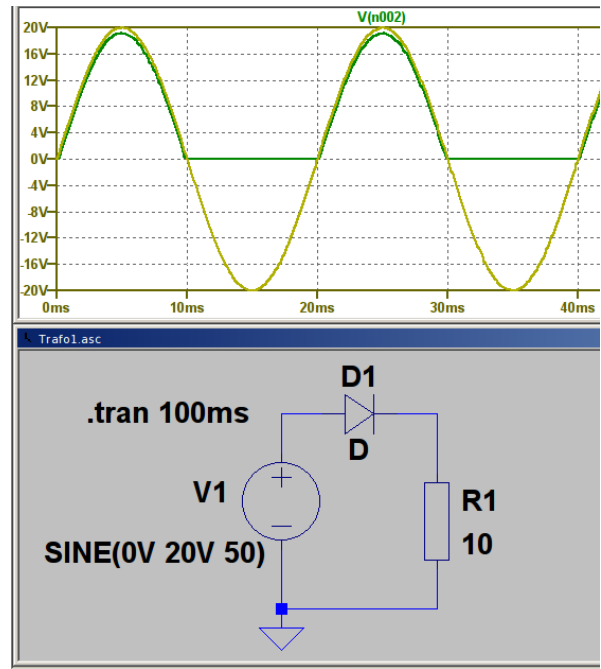 V(n002)
20V
16V
12V
8V
4V
0V
-4V
-8V
-12V
-16V
-20V
0ms 10ms 20ms 30ms 40ms
Trafo1.asc
D1
.tran 100ms
D
V1
R1
10
SINE(0V 20V 50)